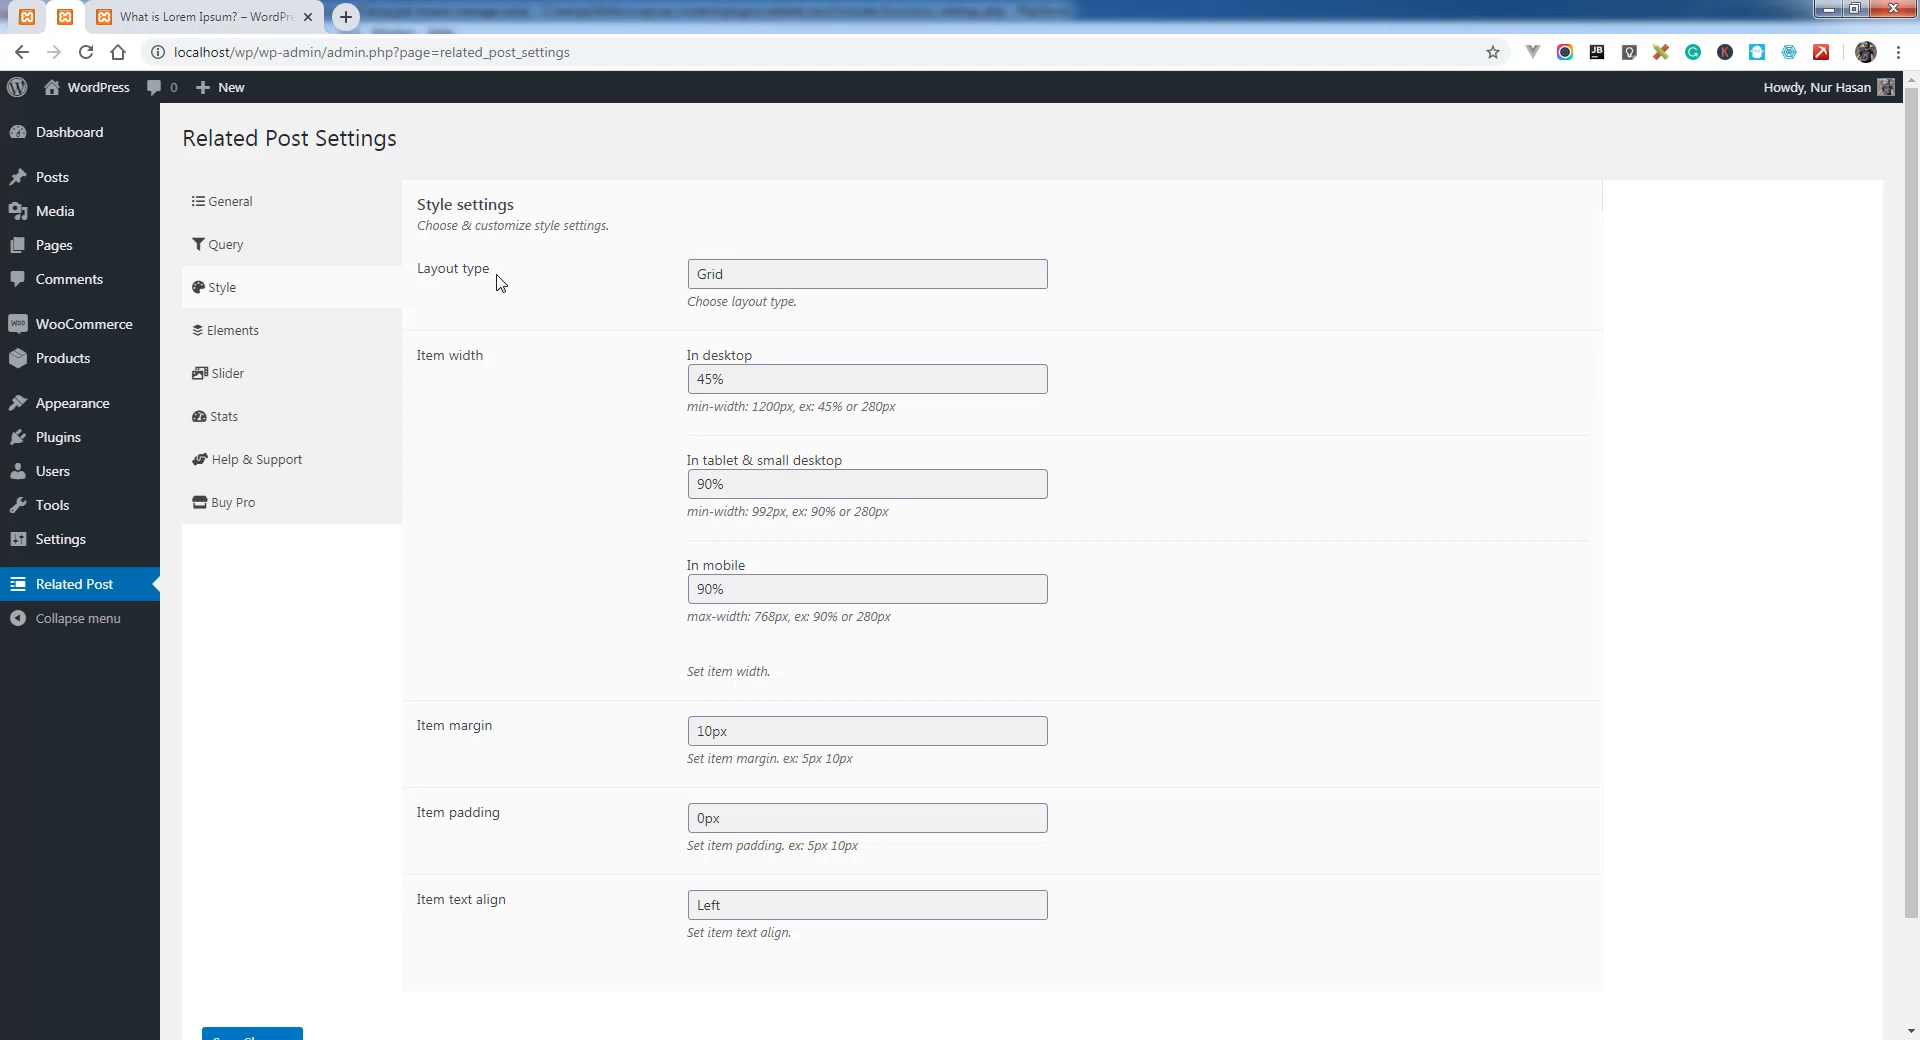 What is Lorem Ipsum? – WordPre
localhost/wp/wp-admin/admin.php?page=related_post_settings
WordPress
0
New
Howdy, Nur Hasan
Dashboard
Posts
Media
Pages
Comments
WooCommerce
Products
Appearance
Plugins
Users
Tools
Settings
Related Post
Collapse menu
Related Post Settings
General
Query
Style
Elements
Slider
Stats
Help & Support
Buy Pro
Style settings
Choose & customize style settings.
Layout type
Grid
Choose layout type.
Item width
In desktop
45%
min-width: 1200px, ex: 45% or 280px
In tablet & small desktop
90%
min-width: 992px, ex: 90% or 280px
In mobile
90%
max-width: 768px, ex: 90% or 280px
Set item width.
Item margin
10px
Set item margin. ex: 5px 10px
Item padding
0px
Set item padding. ex: 5px 10px
Item text align
Left
Set item text align.